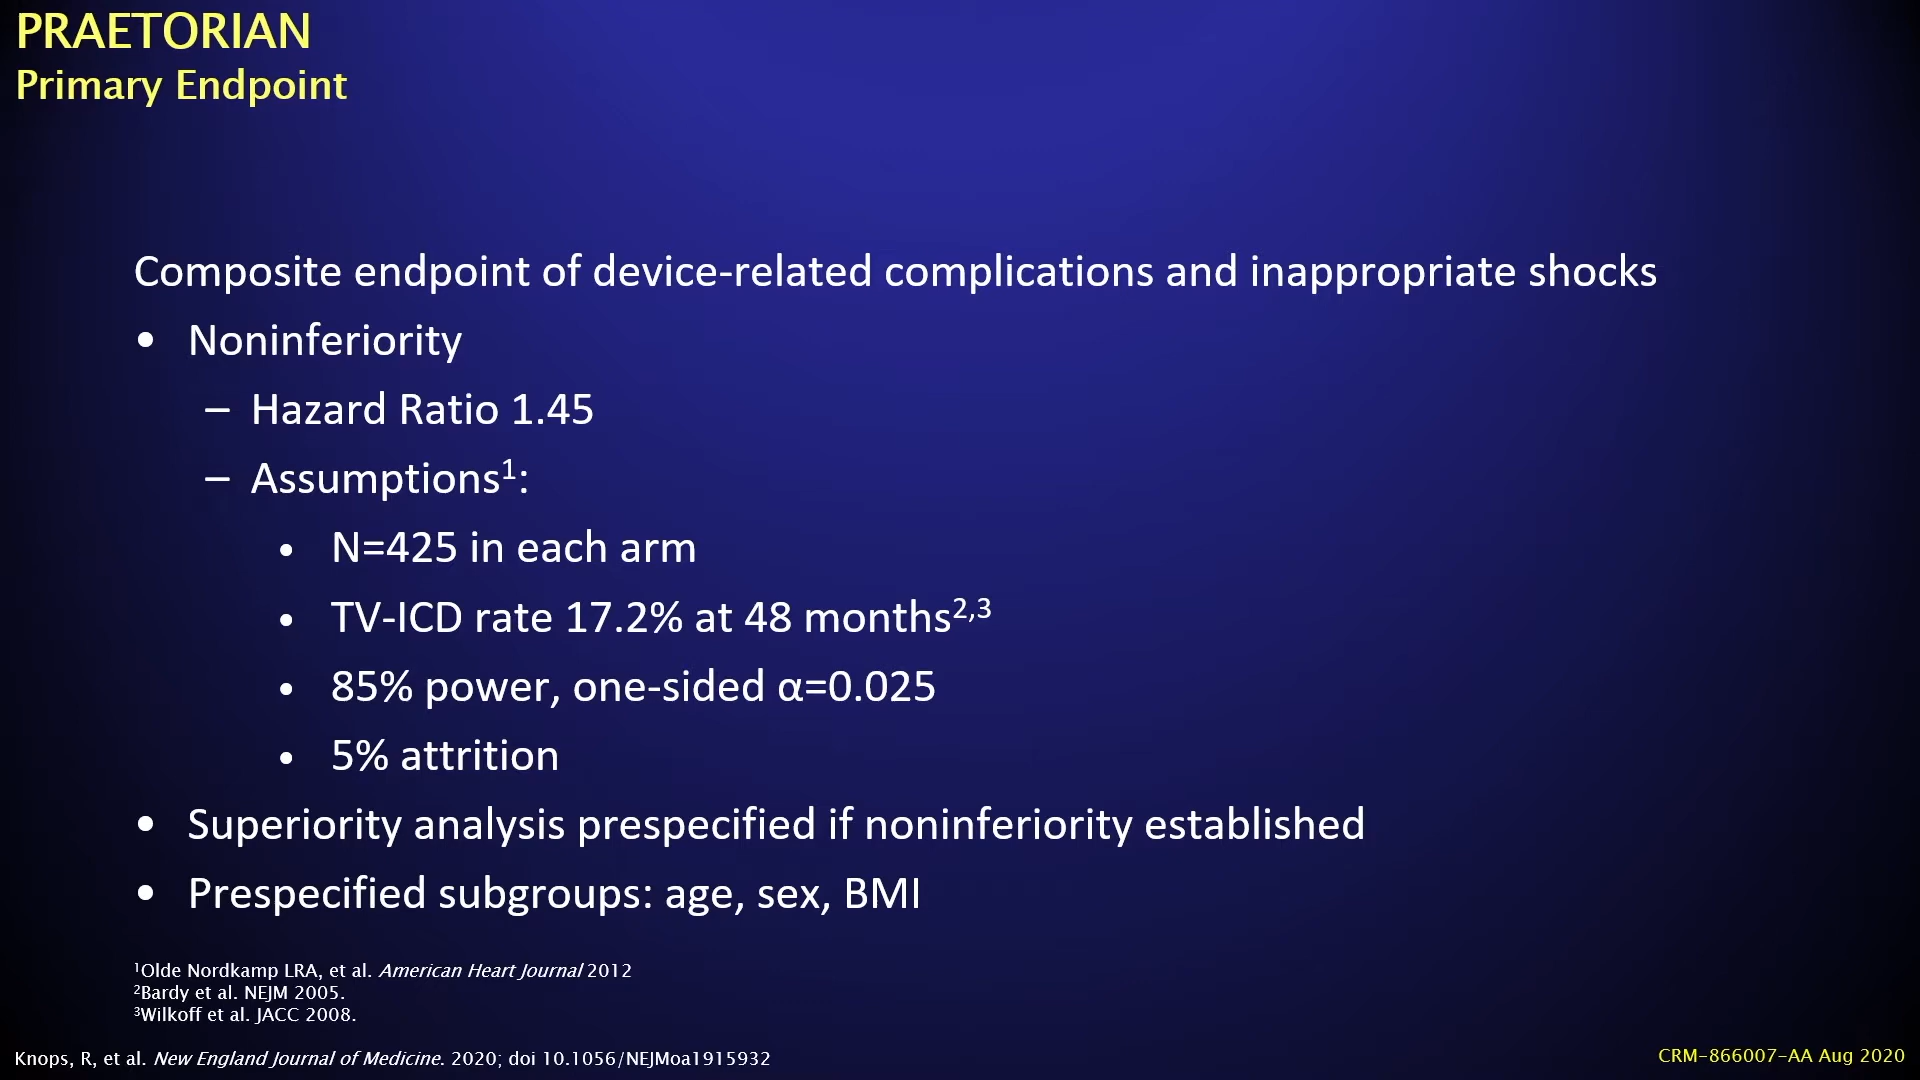 PRAETORIAN
Primary Endpoint
Composite endpoint of device-related complications and inappropriate shocks
• Noninferiority
– Hazard Ratio 1.45
– Assumptions¹:
• N=425 in each arm
• TV-ICD rate 17.2% at 48 months²,³
• 85% power, one-sided α=0.025
• 5% attrition
• Superiority analysis prespecified if noninferiority established
• Prespecified subgroups: age, sex, BMI
¹Olde Nordkamp LRA, et al. American Heart Journal 2012
²Bardy et al. NEJM 2005.
³Wilkoff et al. JACC 2008.
Knops, R, et al. New England Journal of Medicine. 2020; doi 10.1056/NEJMoa1915932
CRM-866007-AA Aug 2020